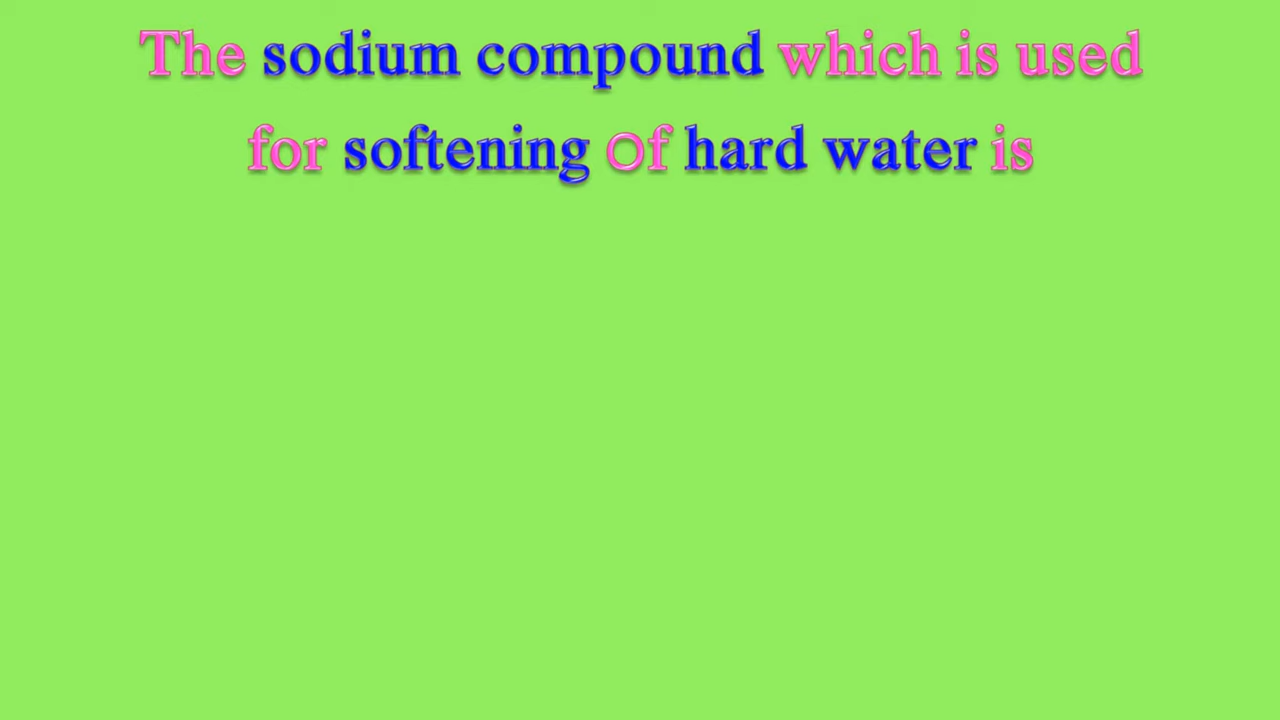 The sodium compound which is used
for softening Of hard water is